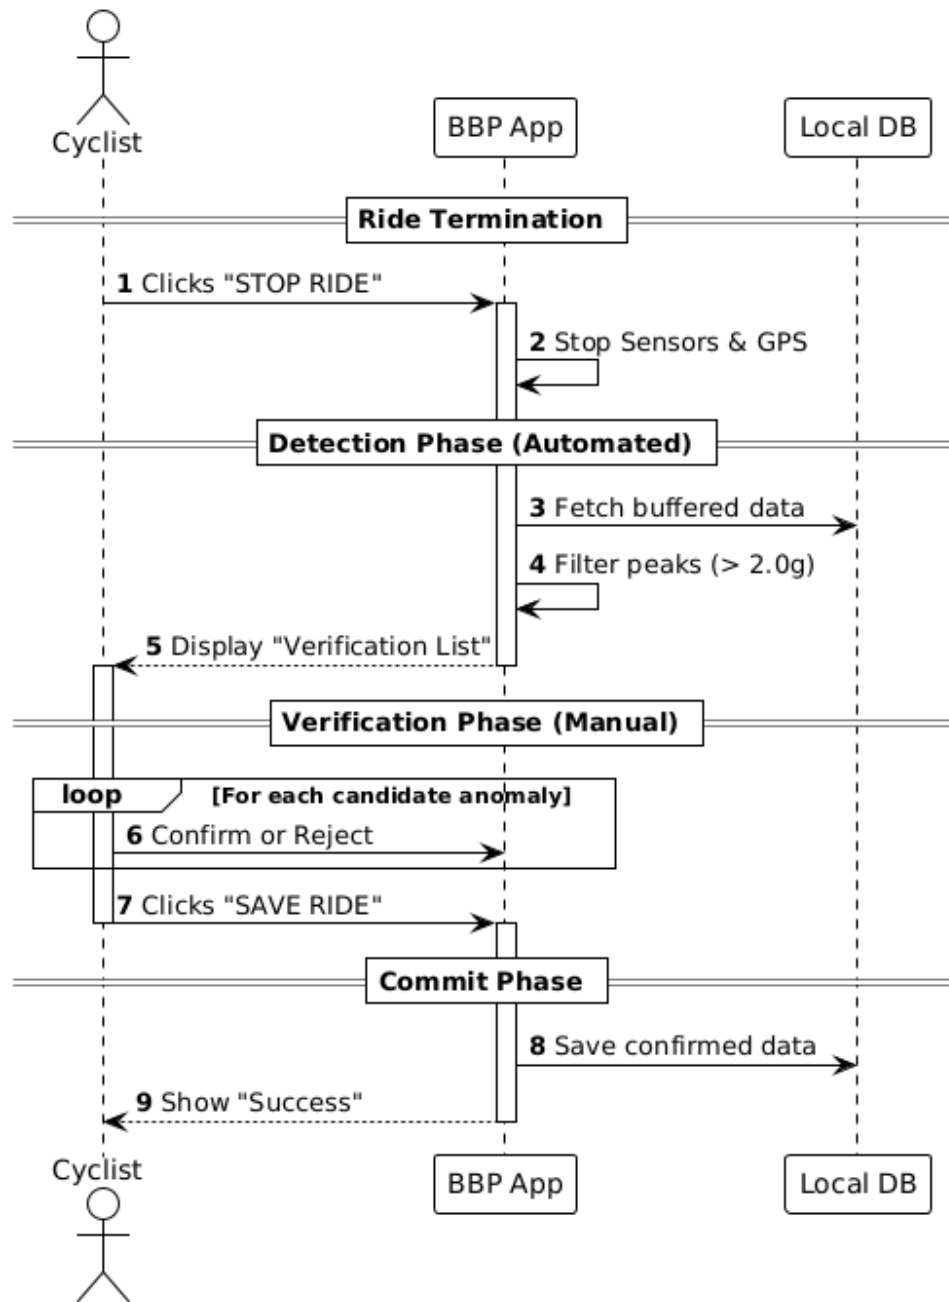 Cyclist
BBP App
Local DB
Ride Termination
1 Clicks "STOP RIDE"
2 Stop Sensors & GPS
Detection Phase (Automated)
3 Fetch buffered data
4 Filter peaks (> 2.0g)
5 Display "Verification List"
Verification Phase (Manual)
loop [For each candidate anomaly]
6 Confirm or Reject
7 Clicks "SAVE RIDE"
Commit Phase
8 Save confirmed data
9 Show "Success"
Cyclist
BBP App
Local DB